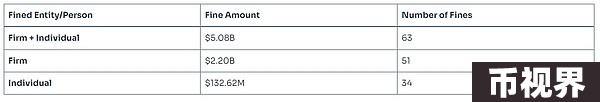 Fined Entity/Person Fine Amount Number of Fines
Firm + Individual $5.08B 63
Firm $2.20B 51
Individual $132.62M 34
币视界